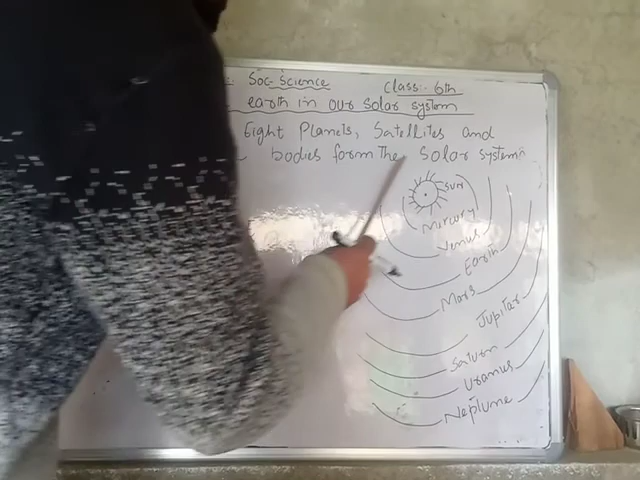 : Soc-Science Class:- 6th
earth in our solar system
Eight Planets, Satellites and
bodies form the Solar system
Sun
Mercury
Venus
Earth
Mars
Jupitar
Saturn
Uranus
Neptune